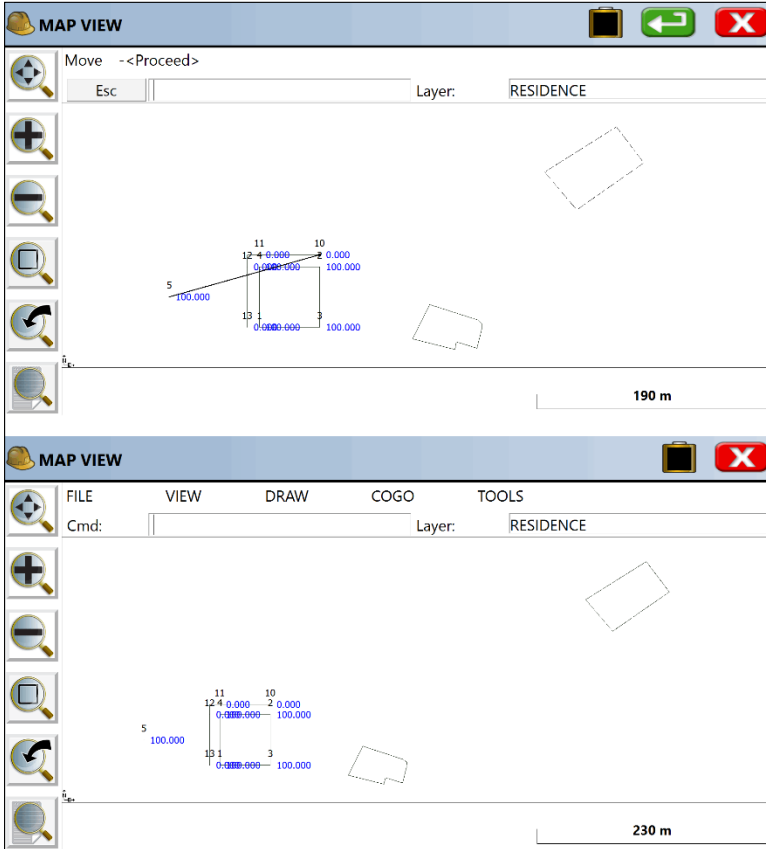 MAP VIEW
Move -<Proceed>
Esc Layer: RESIDENCE
11 10
12 4 0.000 2 0.000
100.000
5
100.000
13 1 3
100.000
190 m
MAP VIEW
FILE VIEW DRAW COGO TOOLS
Cmd: Layer: RESIDENCE
11 10
12 4 0.000 2 0.000
100.000
5
100.000
13 1 3
100.000
230 m